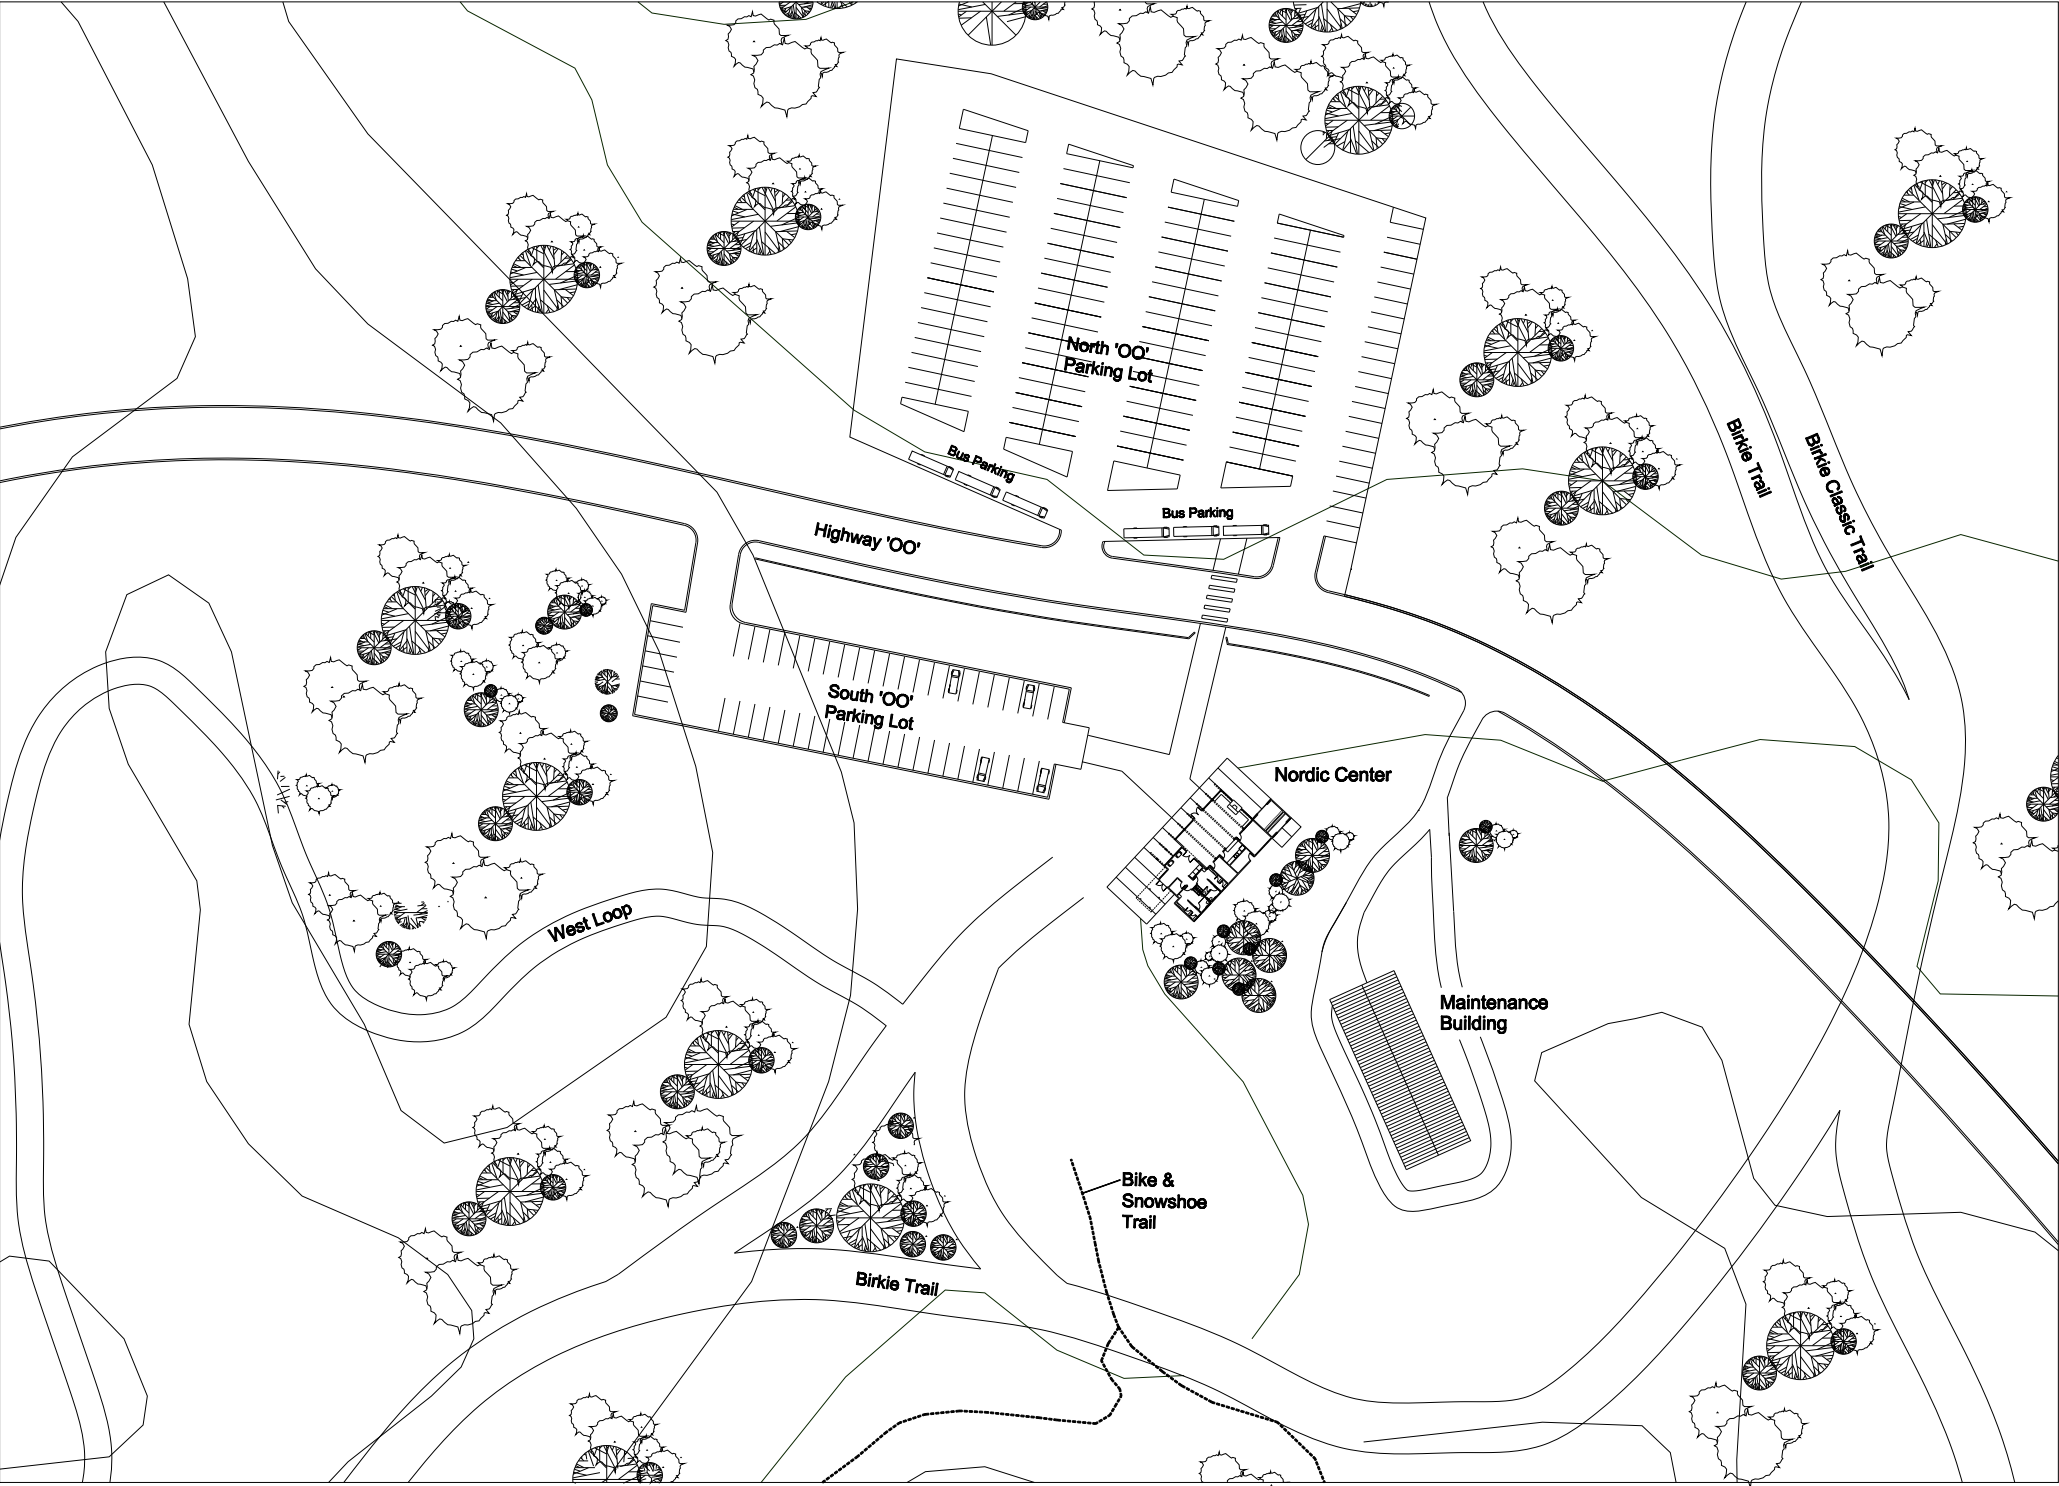 North 'OO'
Parking Lot
Bus Parking
Bus Parking
Highway 'OO'
Birkie Trail
Birkie Classic Trail
South 'OO'
Parking Lot
Nordic Center
West Loop
Maintenance
Building
Bike &
Snowshoe
Trail
Birkie Trail